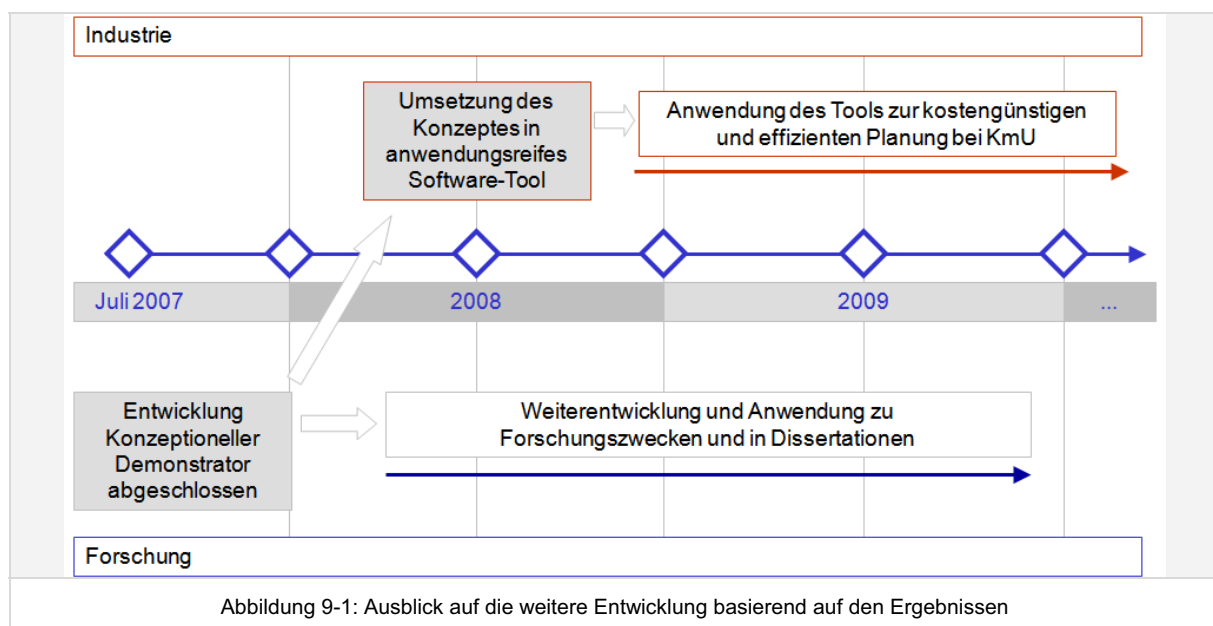 Industrie
Umsetzung des
Konzeptes in
anwendungsreifes
Software-Tool
Anwendung des Tools zur kostengünstigen
und effizienten Planung bei KmU
Juli 2007
2008
2009
...
Entwicklung
Konzeptioneller
Demonstrator
abgeschlossen
Weiterentwicklung und Anwendung zu
Forschungszwecken und in Dissertationen
Forschung
Abbildung 9-1: Ausblick auf die weitere Entwicklung basierend auf den Ergebnissen